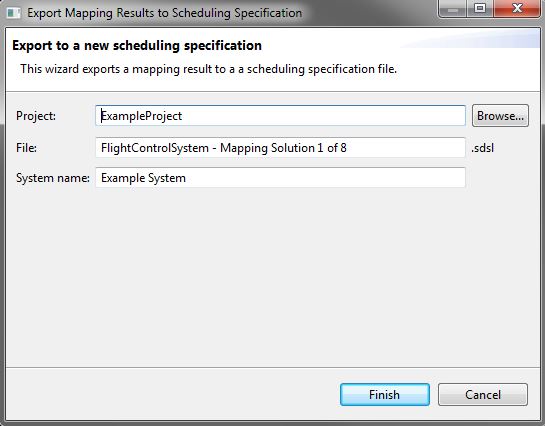 Export Mapping Results to Scheduling Specification
Export to a new scheduling specification
This wizard exports a mapping result to a a scheduling specification file.
Project: ExampleProject Browse...
File: FlightControlSystem - Mapping Solution 1 of 8 .sdsl
System name: Example System
Finish Cancel